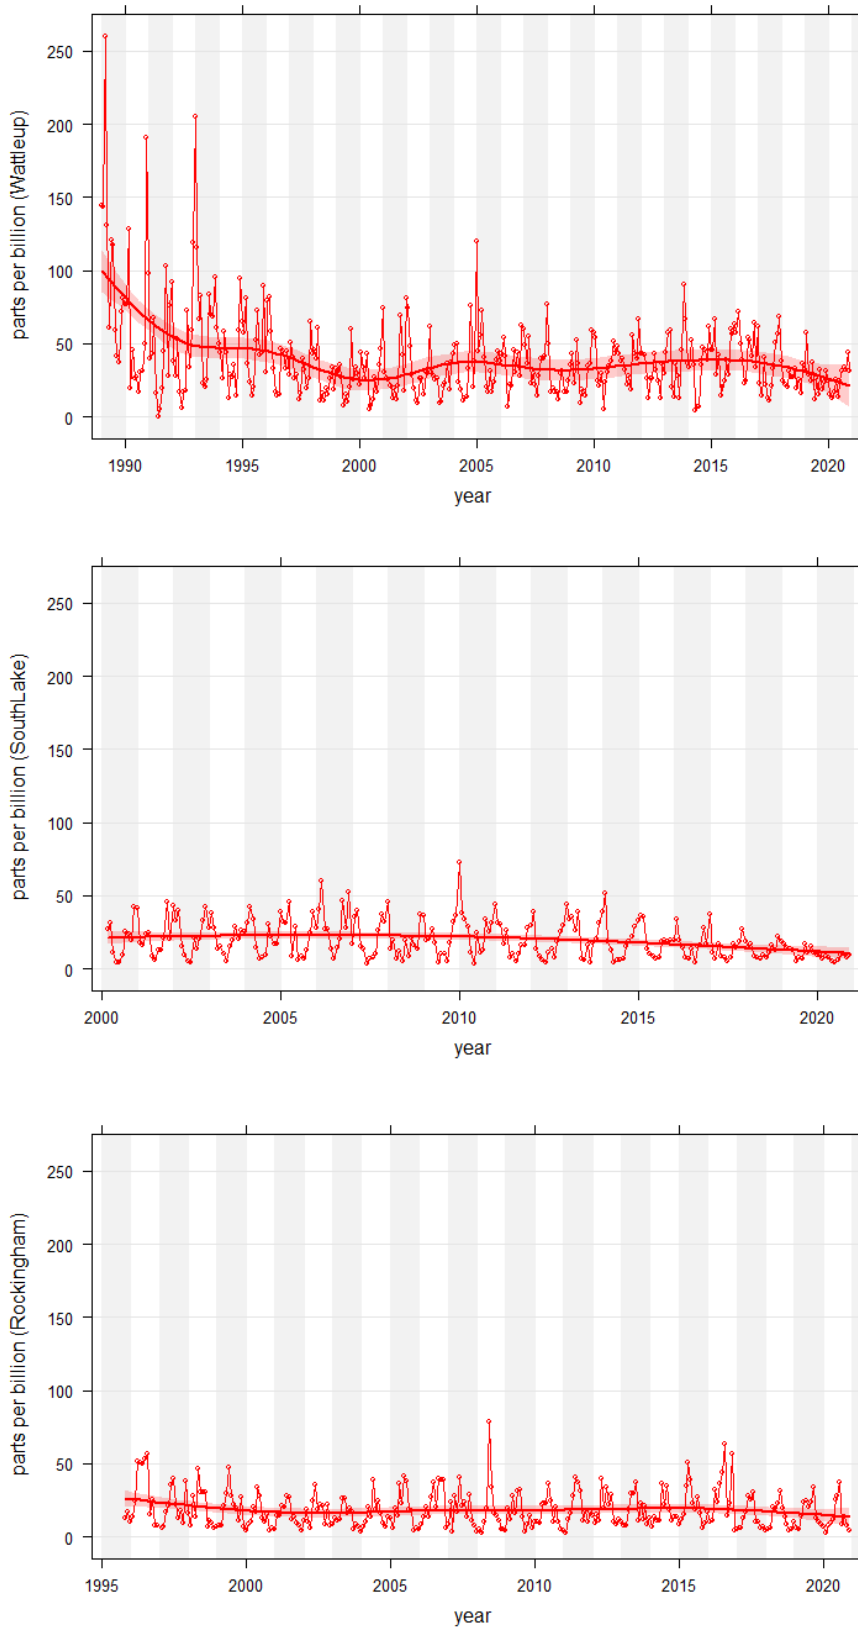 parts per billion (Wattleup)
250
200
150
100
50
0
1990 1995 2000 2005 2010 2015 2020
year
parts per billion (SouthLake)
250
200
150
100
50
0
2000 2005 2010 2015 2020
year
parts per billion (Rockingham)
250
200
150
100
50
0
1995 2000 2005 2010 2015 2020
year